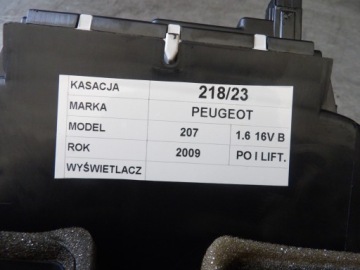 KASACJA 218/23
MARKA PEUGEOT
MODEL 207 1.6 16V B
ROK 2009 PO I LIFT.
WYŚWIETLACZ